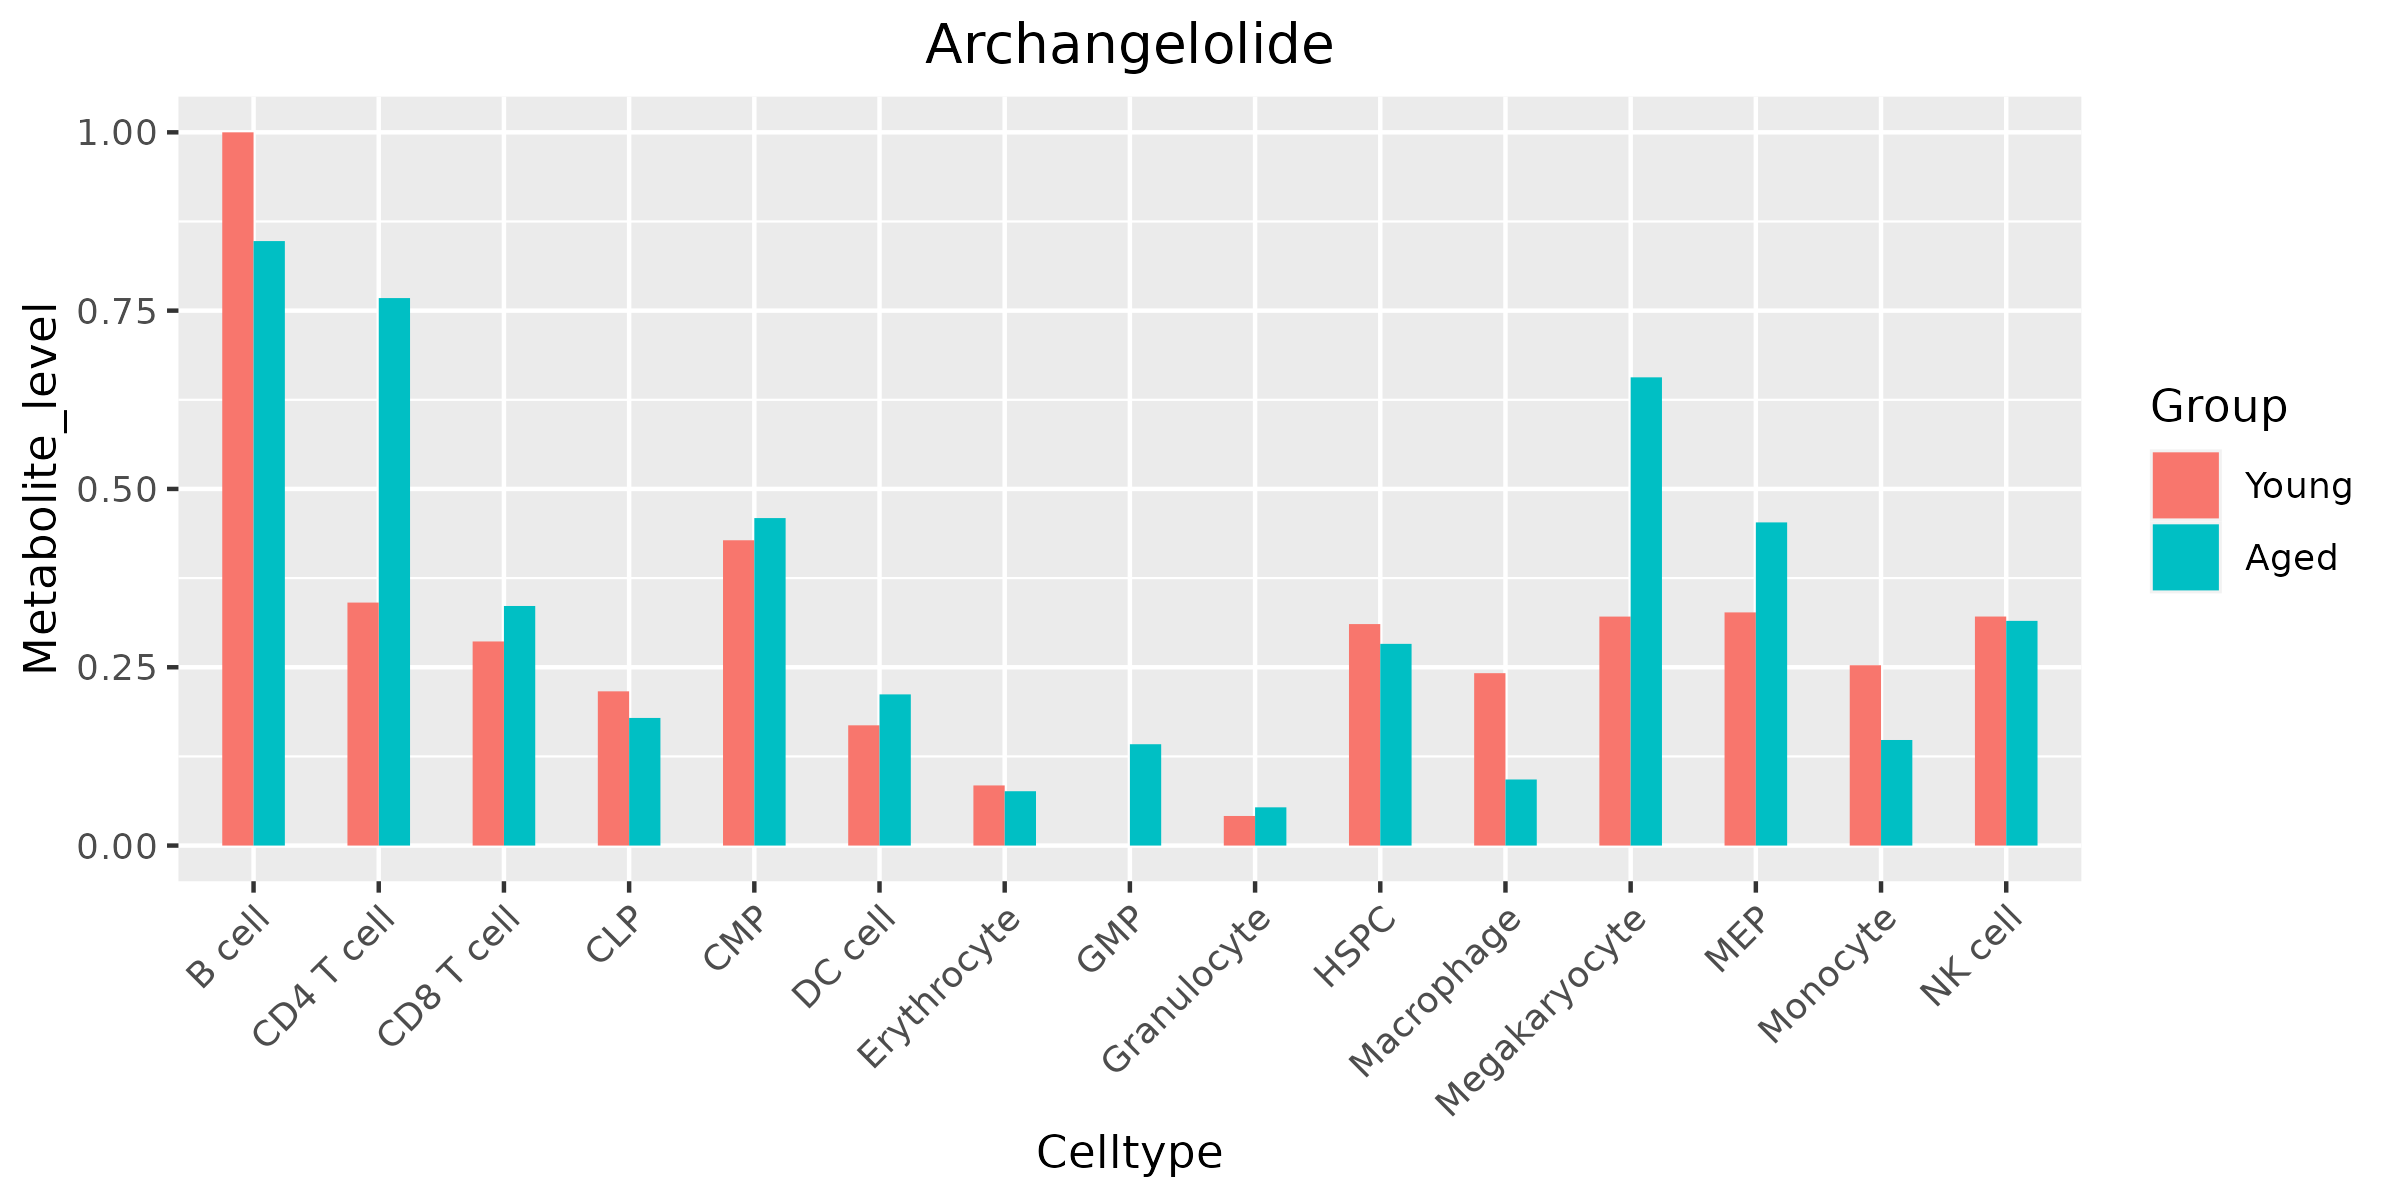 Archangelolide
Metabolite_level
1.00
0.75
0.50
0.25
0.00
B cell
CD4 T cell
CD8 T cell
CLP
CMP
DC cell
Erythrocyte
GMP
Granulocyte
HSPC
Macrophage
Megakaryocyte
MEP
Monocyte
NK cell
Celltype
Group
Young
Aged